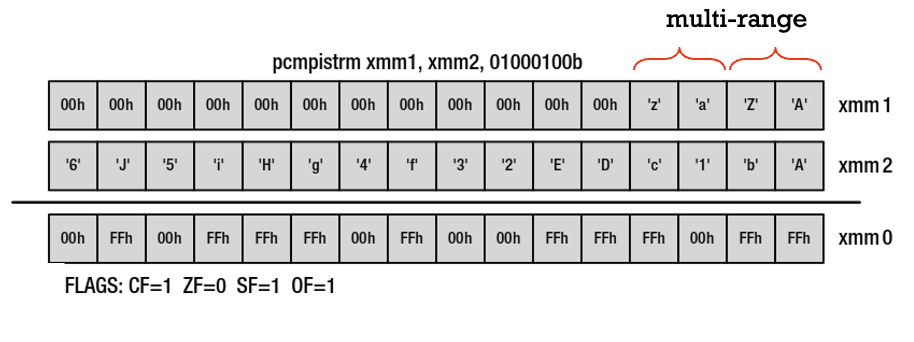 multi-range
pcmpistrm xmm1, xmm2, 01000100b
00h 00h 00h 00h 00h 00h 00h 00h 00h 00h 00h 00h 'z' 'a' 'Z' 'A' xmm1
'6' 'J' '5' 'i' 'H' 'g' '4' 'f' '3' '2' 'E' 'D' 'c' '1' 'b' 'A' xmm2
00h FFh 00h FFh FFh FFh 00h FFh 00h 00h FFh FFh FFh 00h FFh FFh xmm0
FLAGS: CF=1 ZF=0 SF=1 OF=1